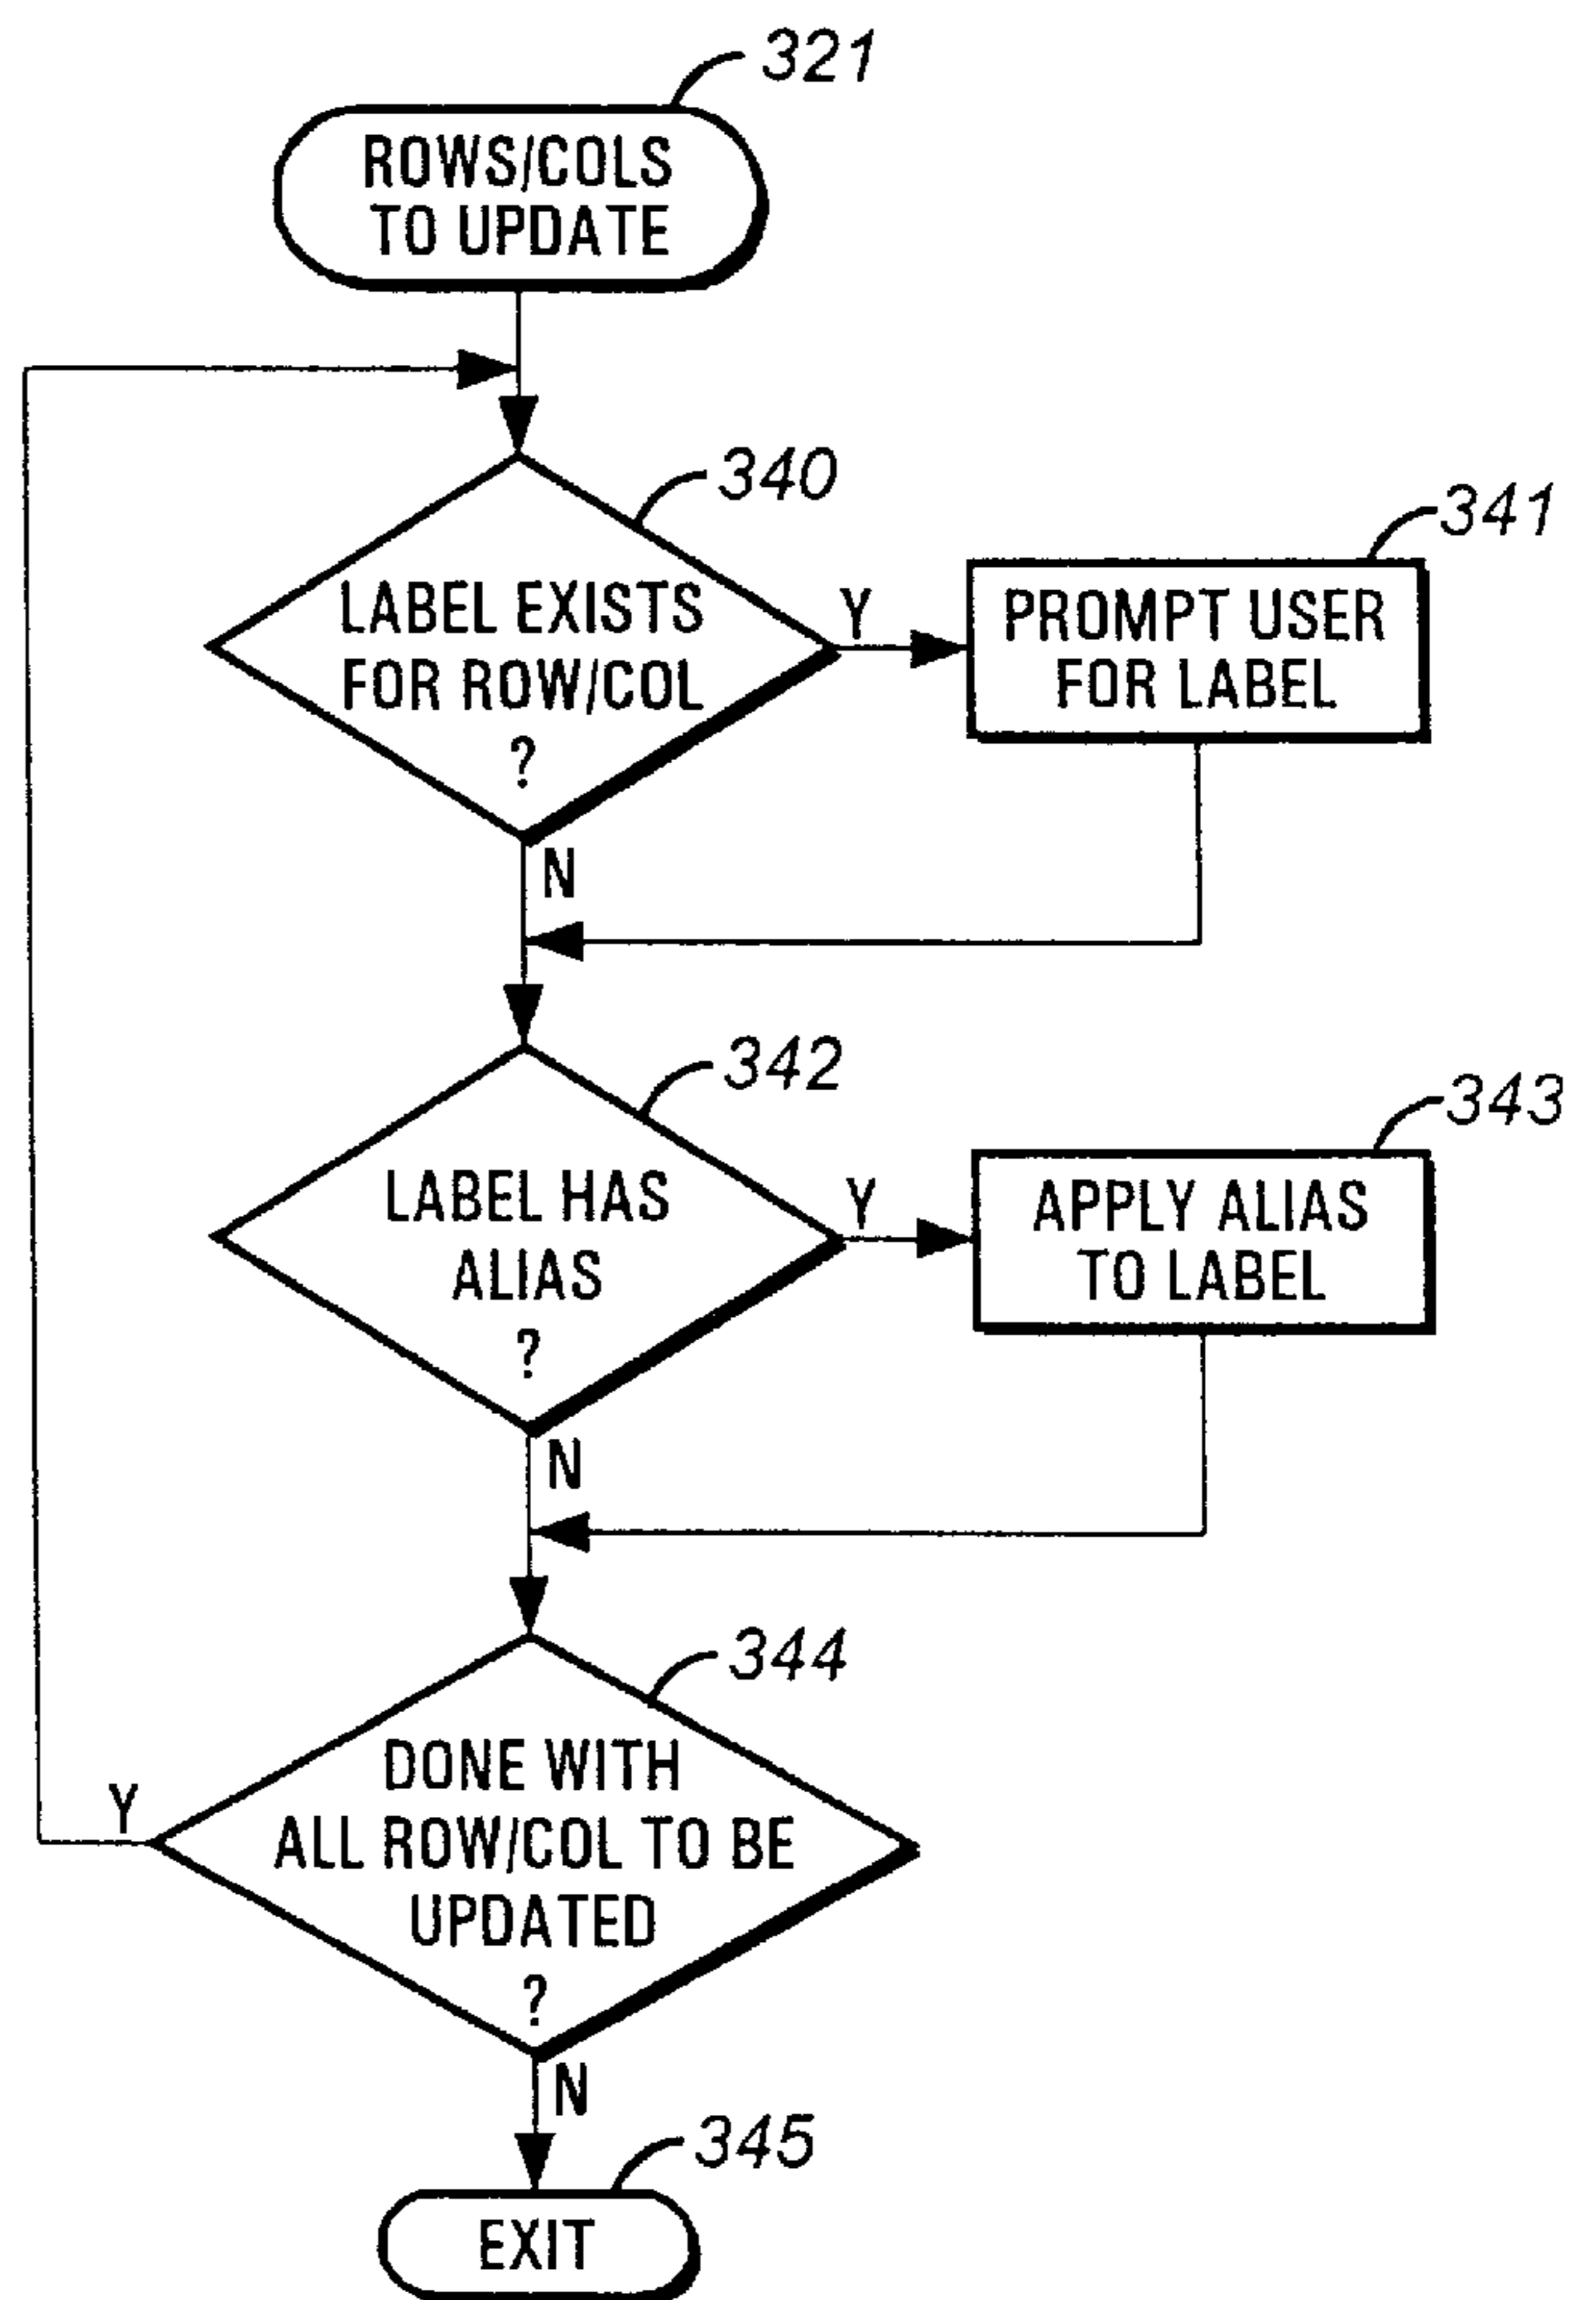 321
ROWS/COLS
TO UPDATE
340
LABEL EXISTS
FOR ROW/COL
?
Y
N
341
PROMPT USER
FOR LABEL
342
LABEL HAS
ALIAS
?
Y
N
343
APPLY ALIAS
TO LABEL
344
DONE WITH
ALL ROW/COL TO BE
UPDATED
?
Y
N
345
EXIT